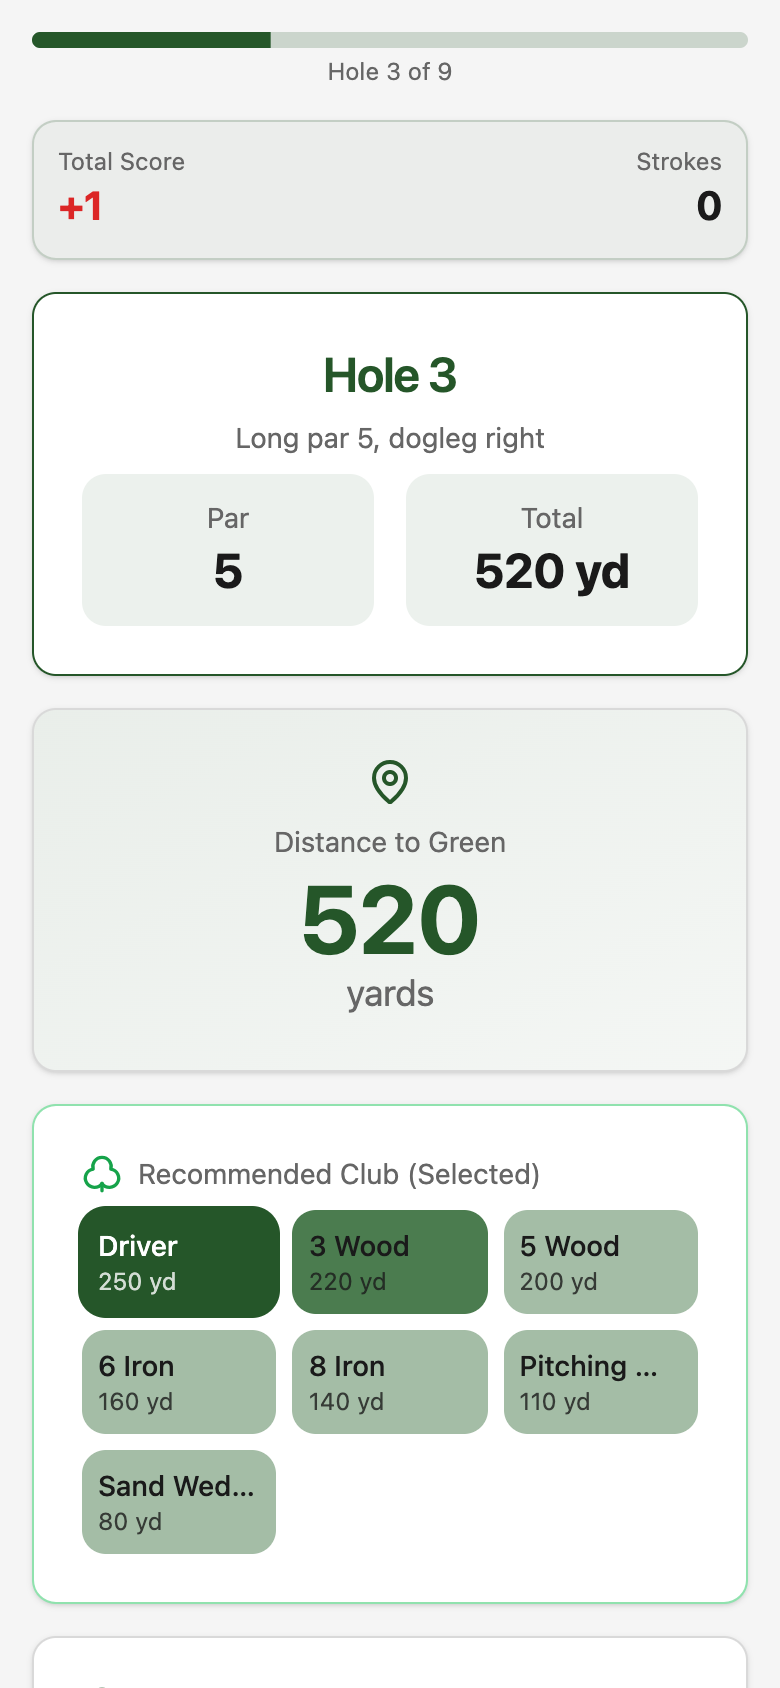 Hole 3 of 9
Total Score
Strokes
+1
0
Hole 3
Long par 5, dogleg right
Par
Total
5
520 yd
Distance to Green
520
yards
Recommended Club (Selected)
Driver
3 Wood
5 Wood
250 yd
220 yd
200 yd
6 Iron
8 Iron
Pitching ...
160 yd
140 yd
110 yd
Sand Wed...
80 yd